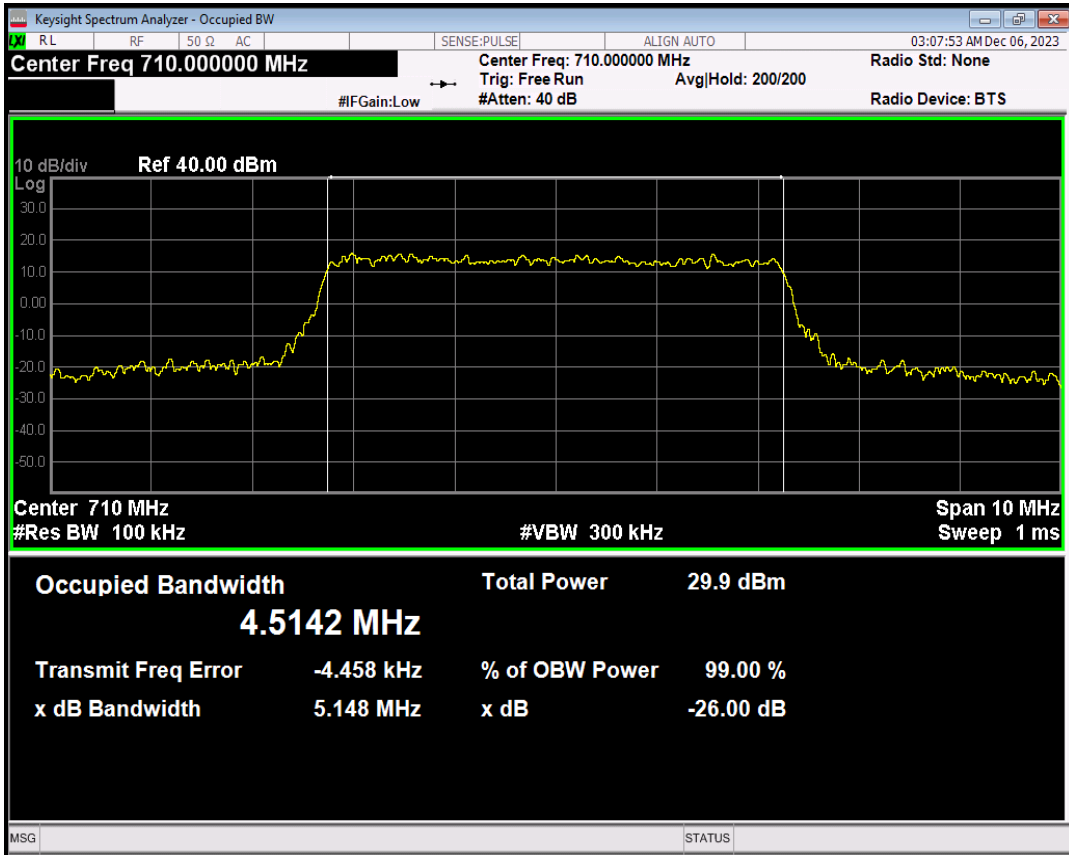 Keysight Spectrum Analyzer - Occupied BW
LXI RL RF 50 Ω AC SENSE:PULSE ALIGN AUTO 03:07:53 AM Dec 06, 2023
Center Freq 710.000000 MHz Center Freq: 710.000000 MHz Radio Std: None
Trig: Free Run Avg|Hold: 200/200
#IFGain:Low #Atten: 40 dB Radio Device: BTS
10 dB/div Ref 40.00 dBm
Log
30.0
20.0
10.0
0.00
-10.0
-20.0
-30.0
-40.0
-50.0
Center 710 MHz Span 10 MHz
#Res BW 100 kHz #VBW 300 kHz Sweep 1 ms
Occupied Bandwidth Total Power 29.9 dBm
4.5142 MHz
Transmit Freq Error -4.458 kHz % of OBW Power 99.00 %
x dB Bandwidth 5.148 MHz x dB -26.00 dB
MSG STATUS